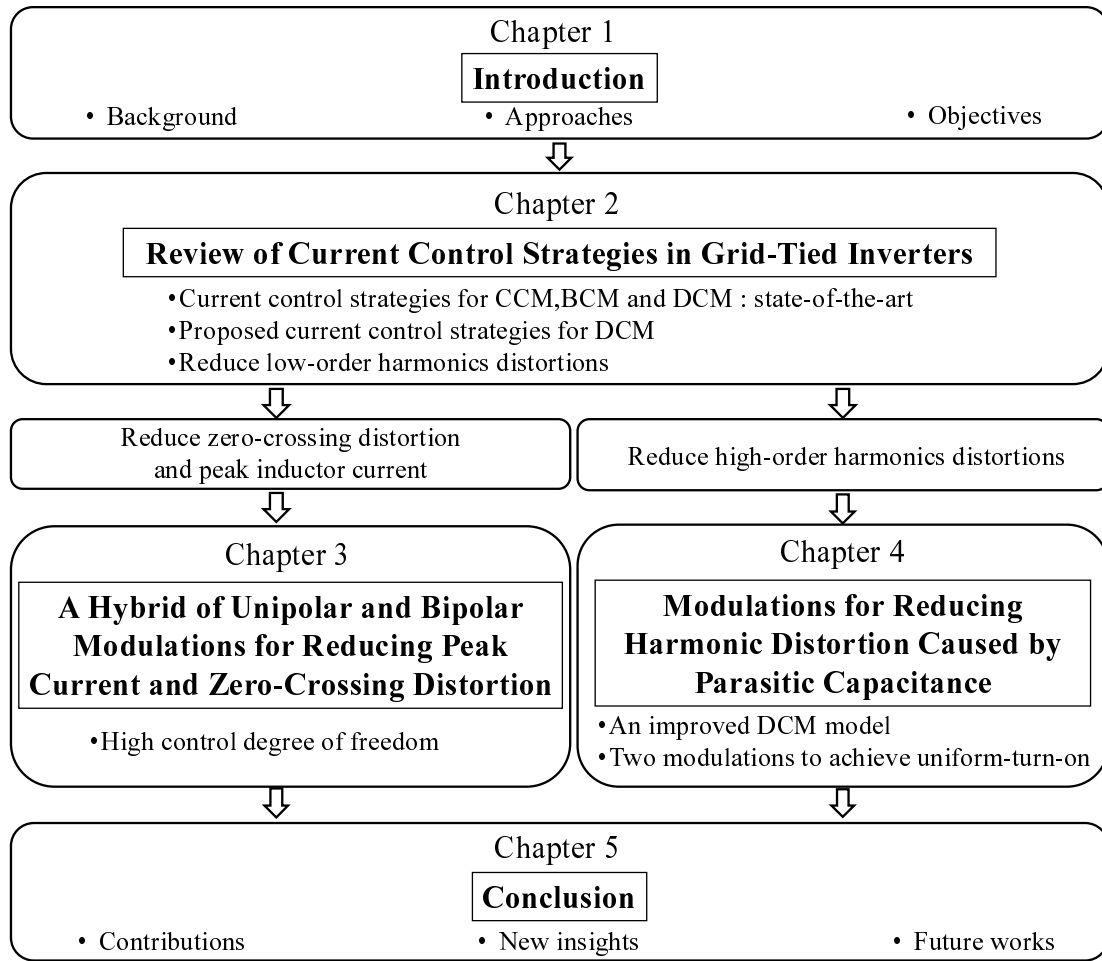 Chapter 1
Introduction
• Background • Approaches • Objectives
Chapter 2
Review of Current Control Strategies in Grid-Tied Inverters
•Current control strategies for CCM,BCM and DCM : state-of-the-art
•Proposed current control strategies for DCM
•Reduce low-order harmonics distortions
Reduce zero-crossing distortion
and peak inductor current
Reduce high-order harmonics distortions
Chapter 3
A Hybrid of Unipolar and Bipolar
Modulations for Reducing Peak
Current and Zero-Crossing Distortion
•High control degree of freedom
Chapter 4
Modulations for Reducing
Harmonic Distortion Caused by
Parasitic Capacitance
•An improved DCM model
•Two modulations to achieve uniform-turn-on
Chapter 5
Conclusion
• Contributions • New insights • Future works